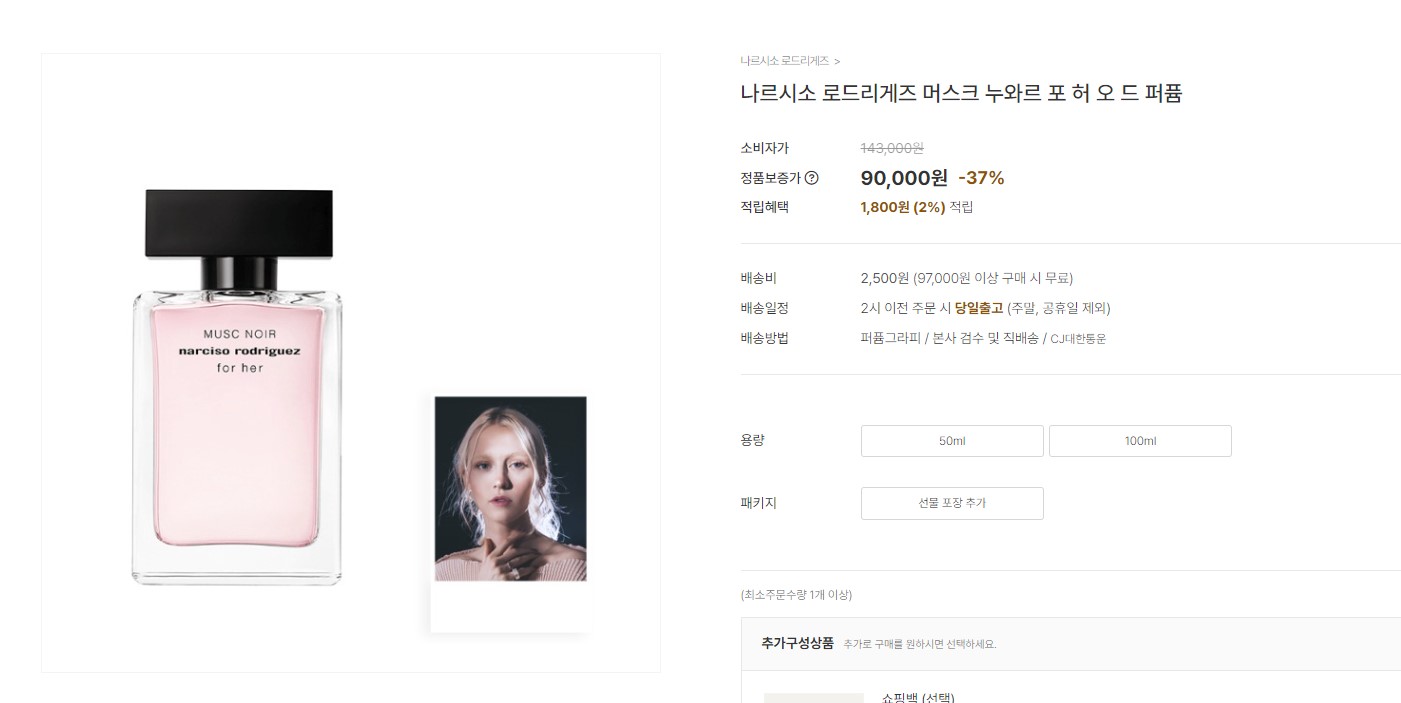 MUSC NOIR
narciso rodriguez
for her
나르시소 로드리게즈 >
나르시소 로드리게즈 머스크 누와르 포 허 오 드 퍼퓸
소비자가 143,000원
정품보증가 ? 90,000원 -37%
적립혜택 1,800원 (2%) 적립
배송비 2,500원 (97,000원 이상 구매 시 무료)
배송일정 2시 이전 주문 시 당일출고 (주말, 공휴일 제외)
배송방법 퍼퓸그라피 / 본사 검수 및 직배송 / CJ대한통운
용량 50ml 100ml
패키지 선물 포장 추가
(최소주문수량 1개 이상)
추가구성상품 추가로 구매를 원하시면 선택하세요.
쇼핑백 (선택)